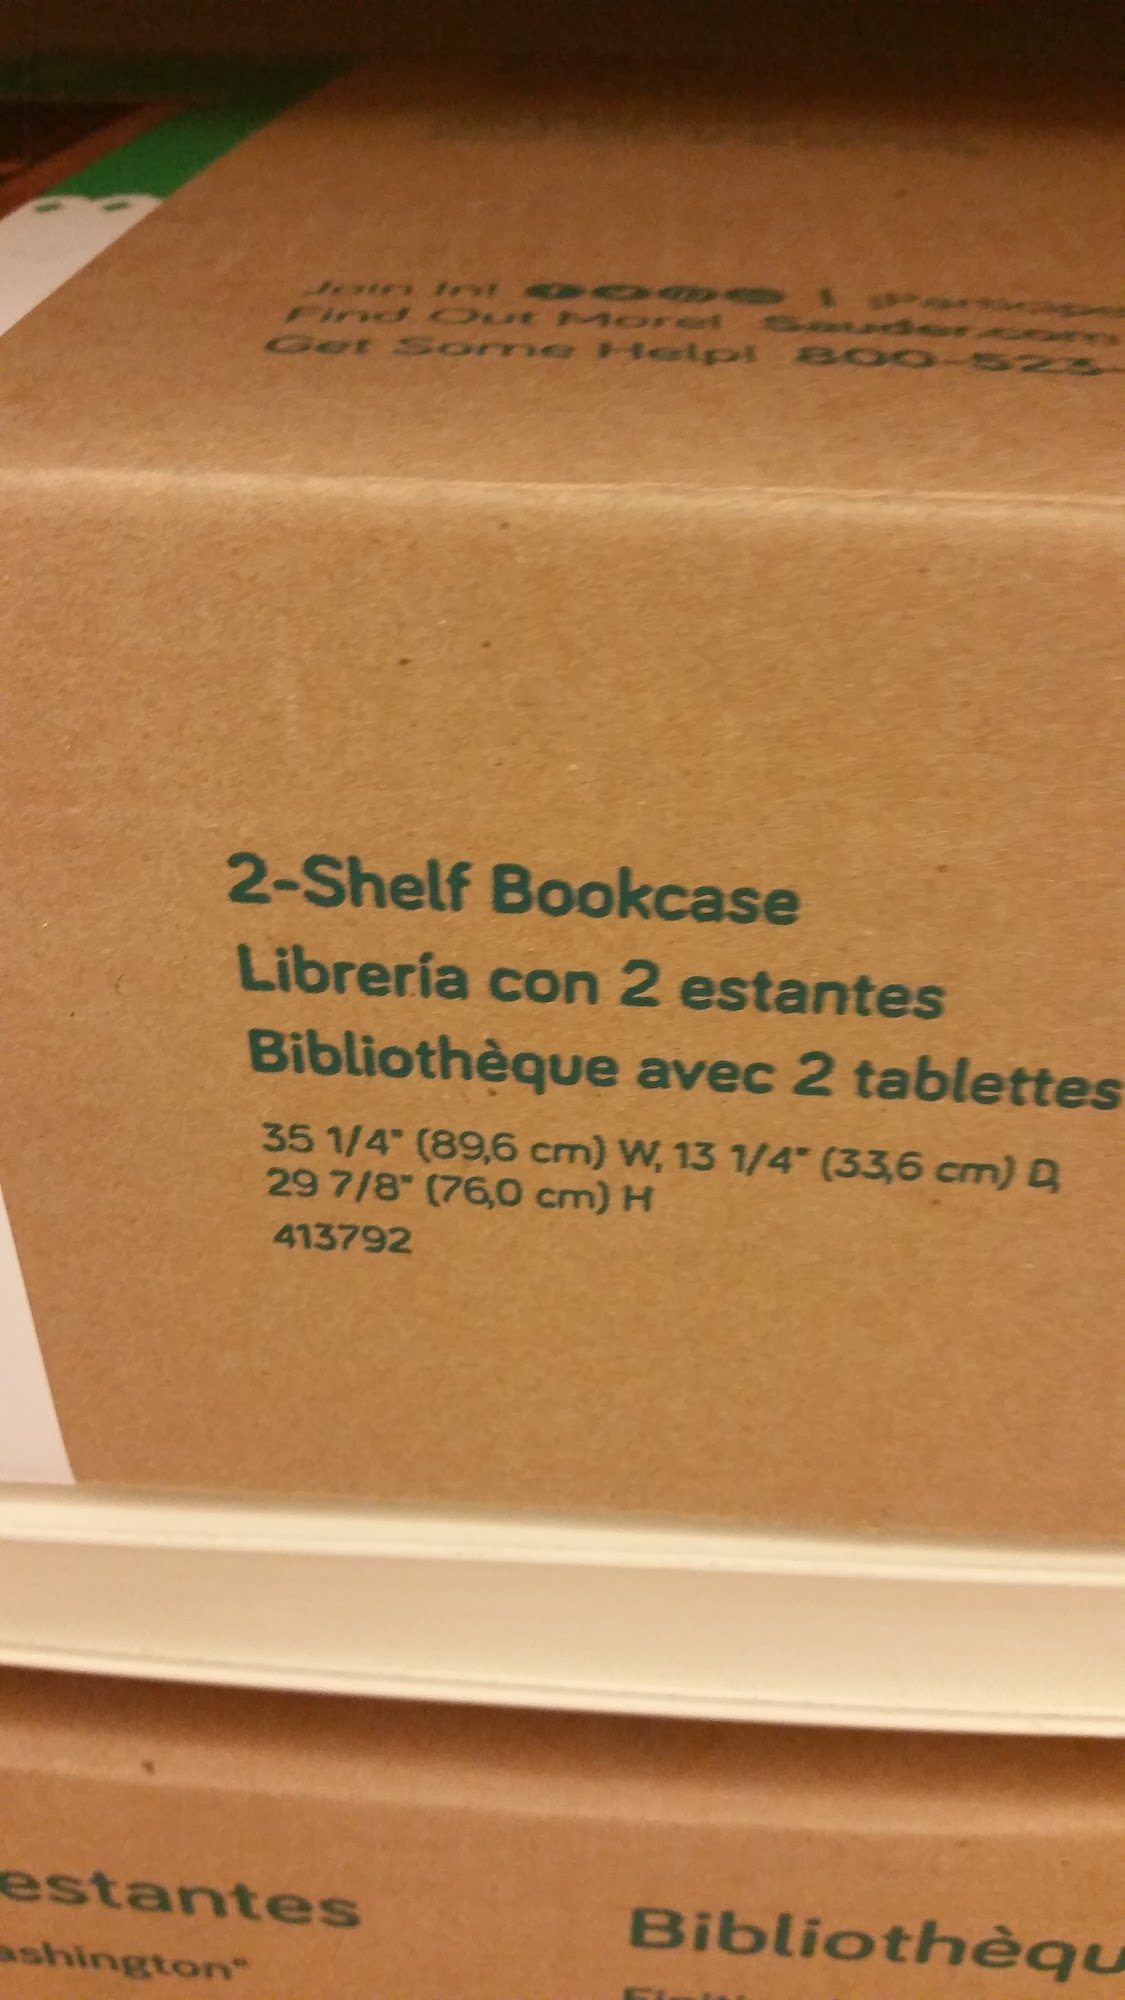 Join In!
Find Out More! Sauder.com
Get Some Help! 800-523-
2-Shelf Bookcase
Librería con 2 estantes
Bibliothèque avec 2 tablettes
35 1/4" (89,6 cm) W, 13 1/4" (33,6 cm) D,
29 7/8" (76,0 cm) H
413792
estantes
ashington"
Bibliothèqu